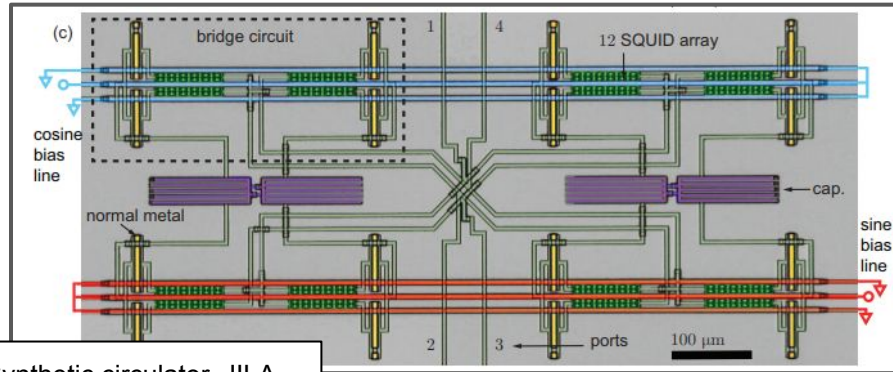 (c)
bridge circuit
1
4
12 SQUID array
cosine
bias
line
cap.
normal metal
sine
bias
line
2
3
ports
100 μm